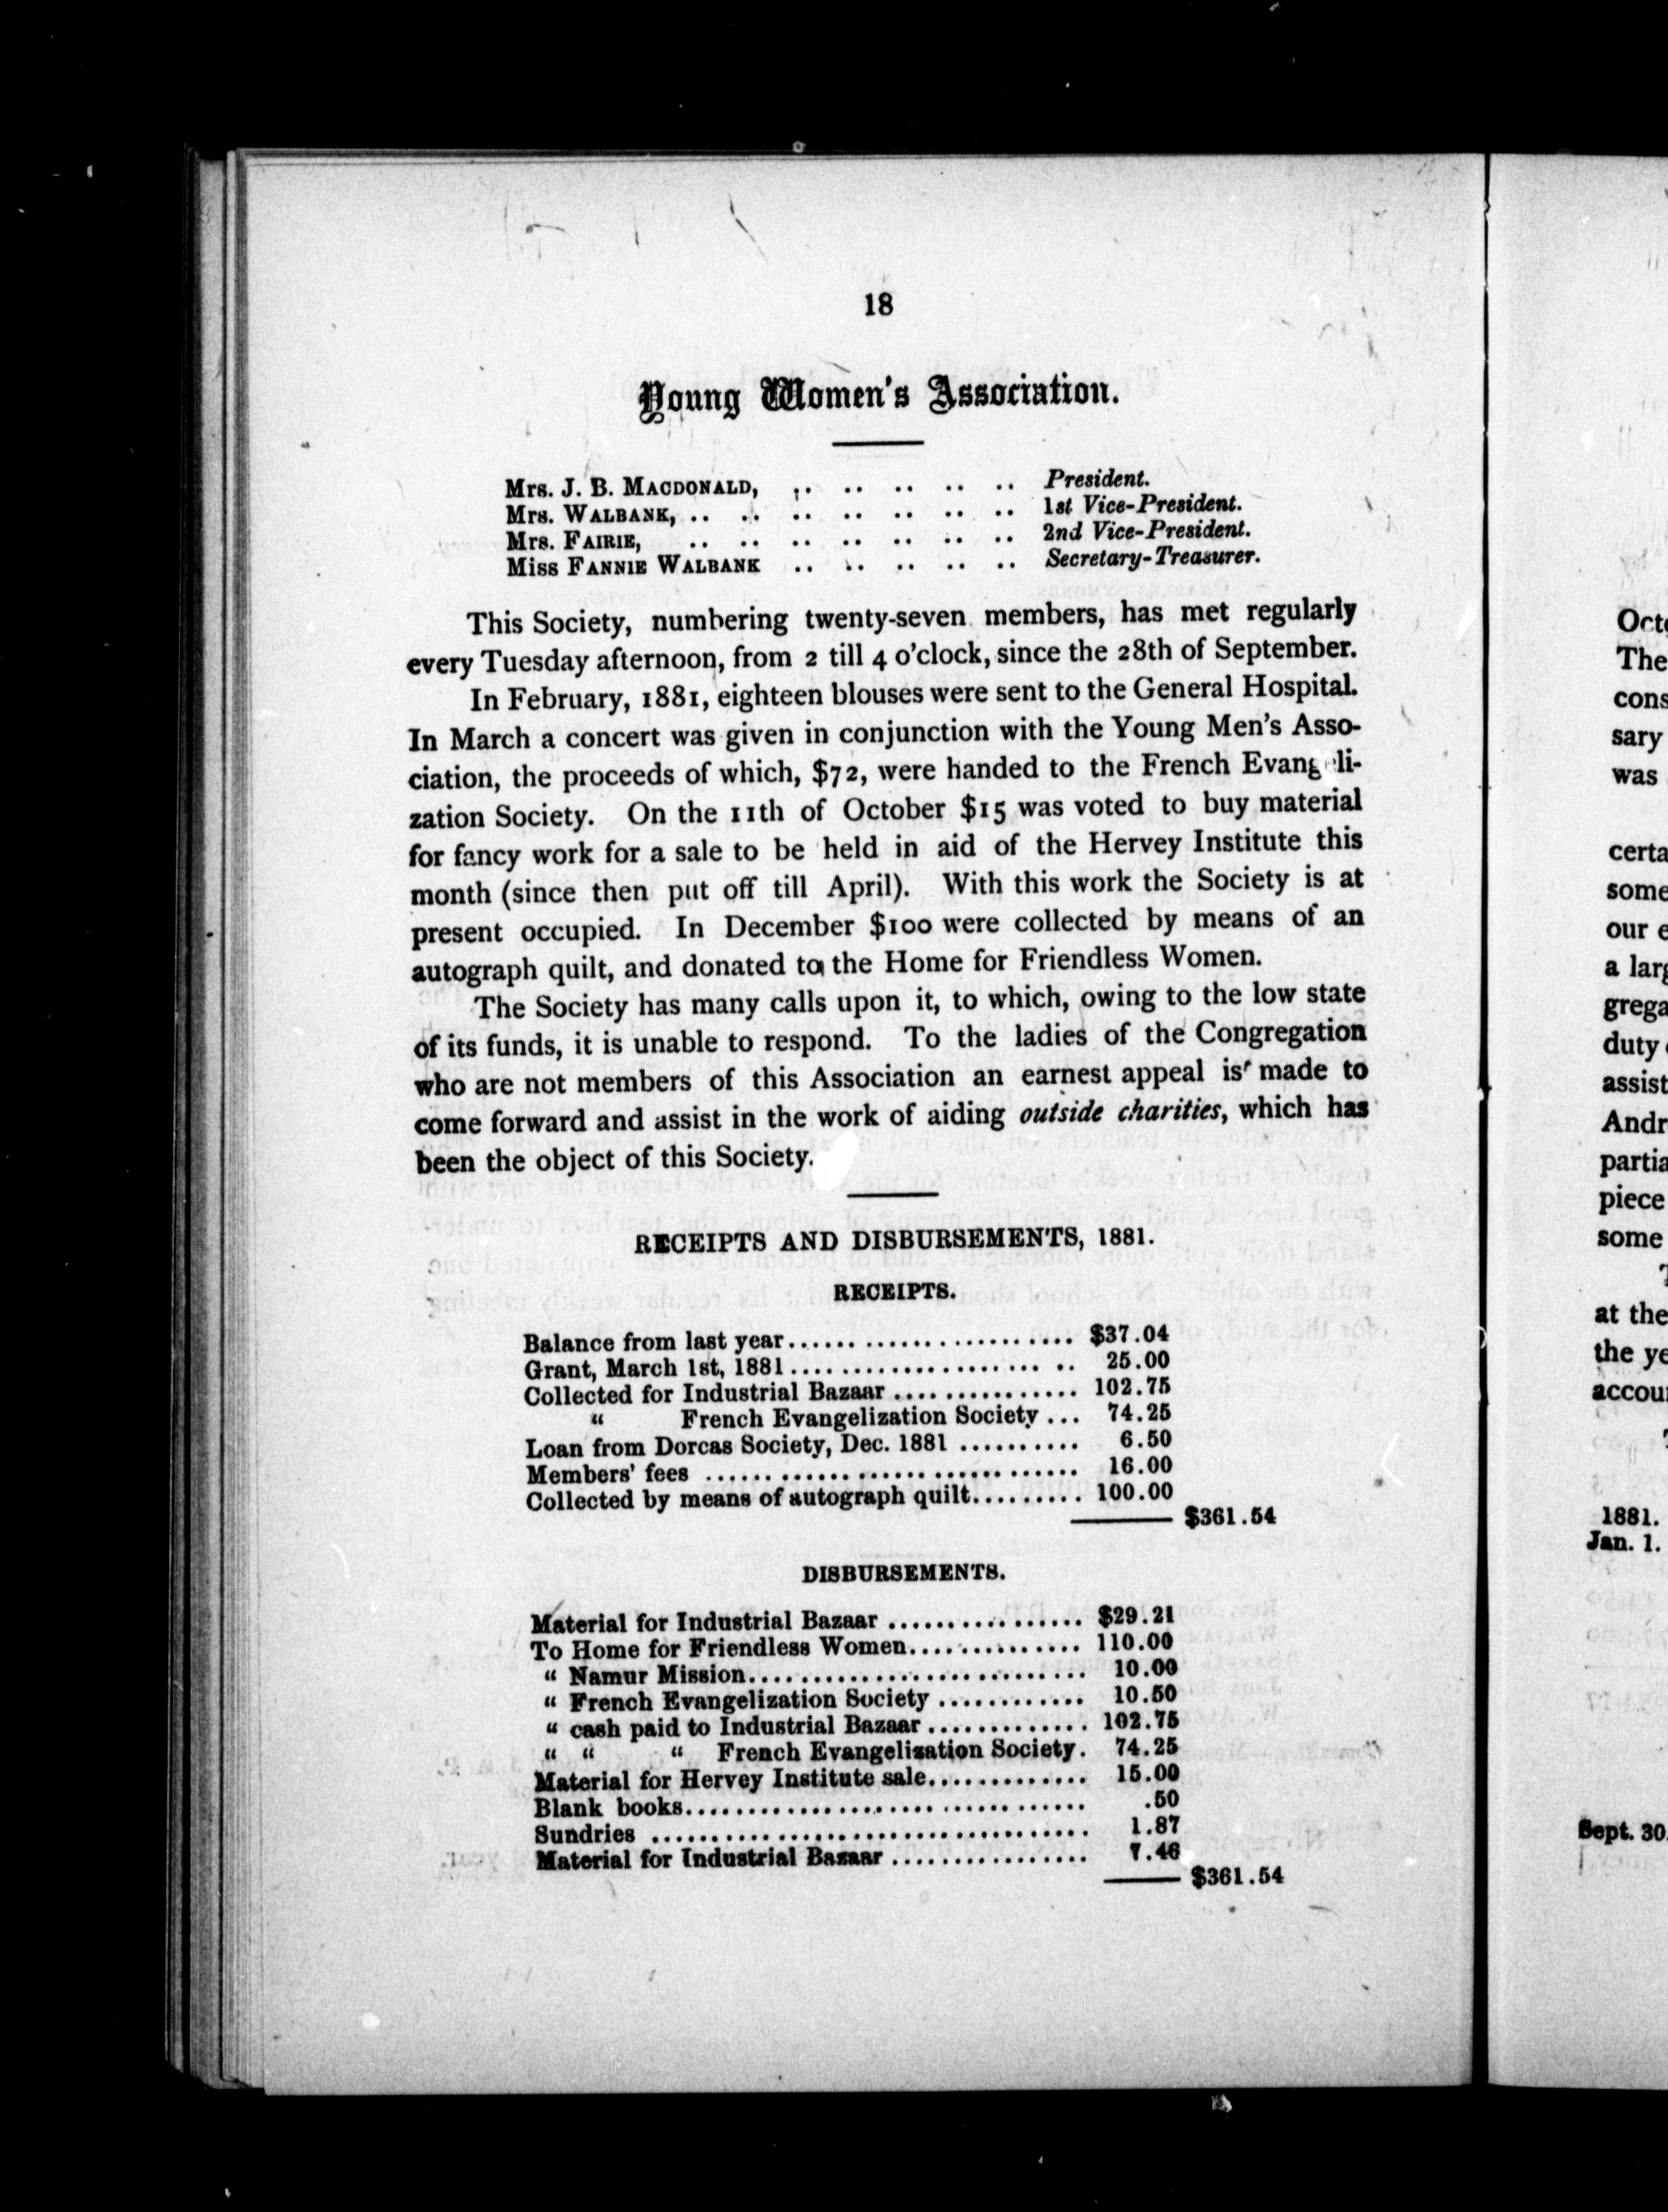 18
Young Women's Association.
Mrs. J. B. MACDONALD, .. .. .. .. .. President.
Mrs. WALBANK, .. .. .. .. .. .. .. 1st Vice-President.
Mrs. FAIRIE, .. .. .. .. .. .. .. 2nd Vice-President.
Miss FANNIE WALBANK .. .. .. .. .. Secretary-Treasurer.
This Society, numbering twenty-seven members, has met regularly
every Tuesday afternoon, from 2 till 4 o'clock, since the 28th of September.
In February, 1881, eighteen blouses were sent to the General Hospital.
In March a concert was given in conjunction with the Young Men's Asso-
ciation, the proceeds of which, $72, were handed to the French Evangeli-
zation Society. On the 11th of October $15 was voted to buy material
for fancy work for a sale to be held in aid of the Hervey Institute this
month (since then put off till April). With this work the Society is at
present occupied. In December $100 were collected by means of an
autograph quilt, and donated to the Home for Friendless Women.
The Society has many calls upon it, to which, owing to the low state
of its funds, it is unable to respond. To the ladies of the Congregation
who are not members of this Association an earnest appeal is made to
come forward and assist in the work of aiding outside charities, which has
been the object of this Society.
RECEIPTS AND DISBURSEMENTS, 1881.
RECEIPTS.
Balance from last year........................ $37.04
Grant, March 1st, 1881........................ 25.00
Collected for Industrial Bazaar ................ 102.75
" French Evangelization Society ... 74.25
Loan from Dorcas Society, Dec. 1881 .......... 6.50
Members' fees ................................ 16.00
Collected by means of autograph quilt......... 100.00
$361.54
DISBURSEMENTS.
Material for Industrial Bazaar ................. $29.21
To Home for Friendless Women............... 110.00
" Namur Mission............................. 10.00
" French Evangelization Society ............ 10.50
" cash paid to Industrial Bazaar ............. 102.75
" " " French Evangelization Society. 74.25
Material for Hervey Institute sale............. 15.00
Blank books.................................. .50
Sundries ..................................... 1.87
Material for Industrial Bazaar ................. 7.46
$361.54
The
cons
sary
was
certa
some
our e
a larg
grega
duty
assist
Andr
partia
piece
some
at the
the ye
accou
1881.
Jan. 1.
Sept. 30.